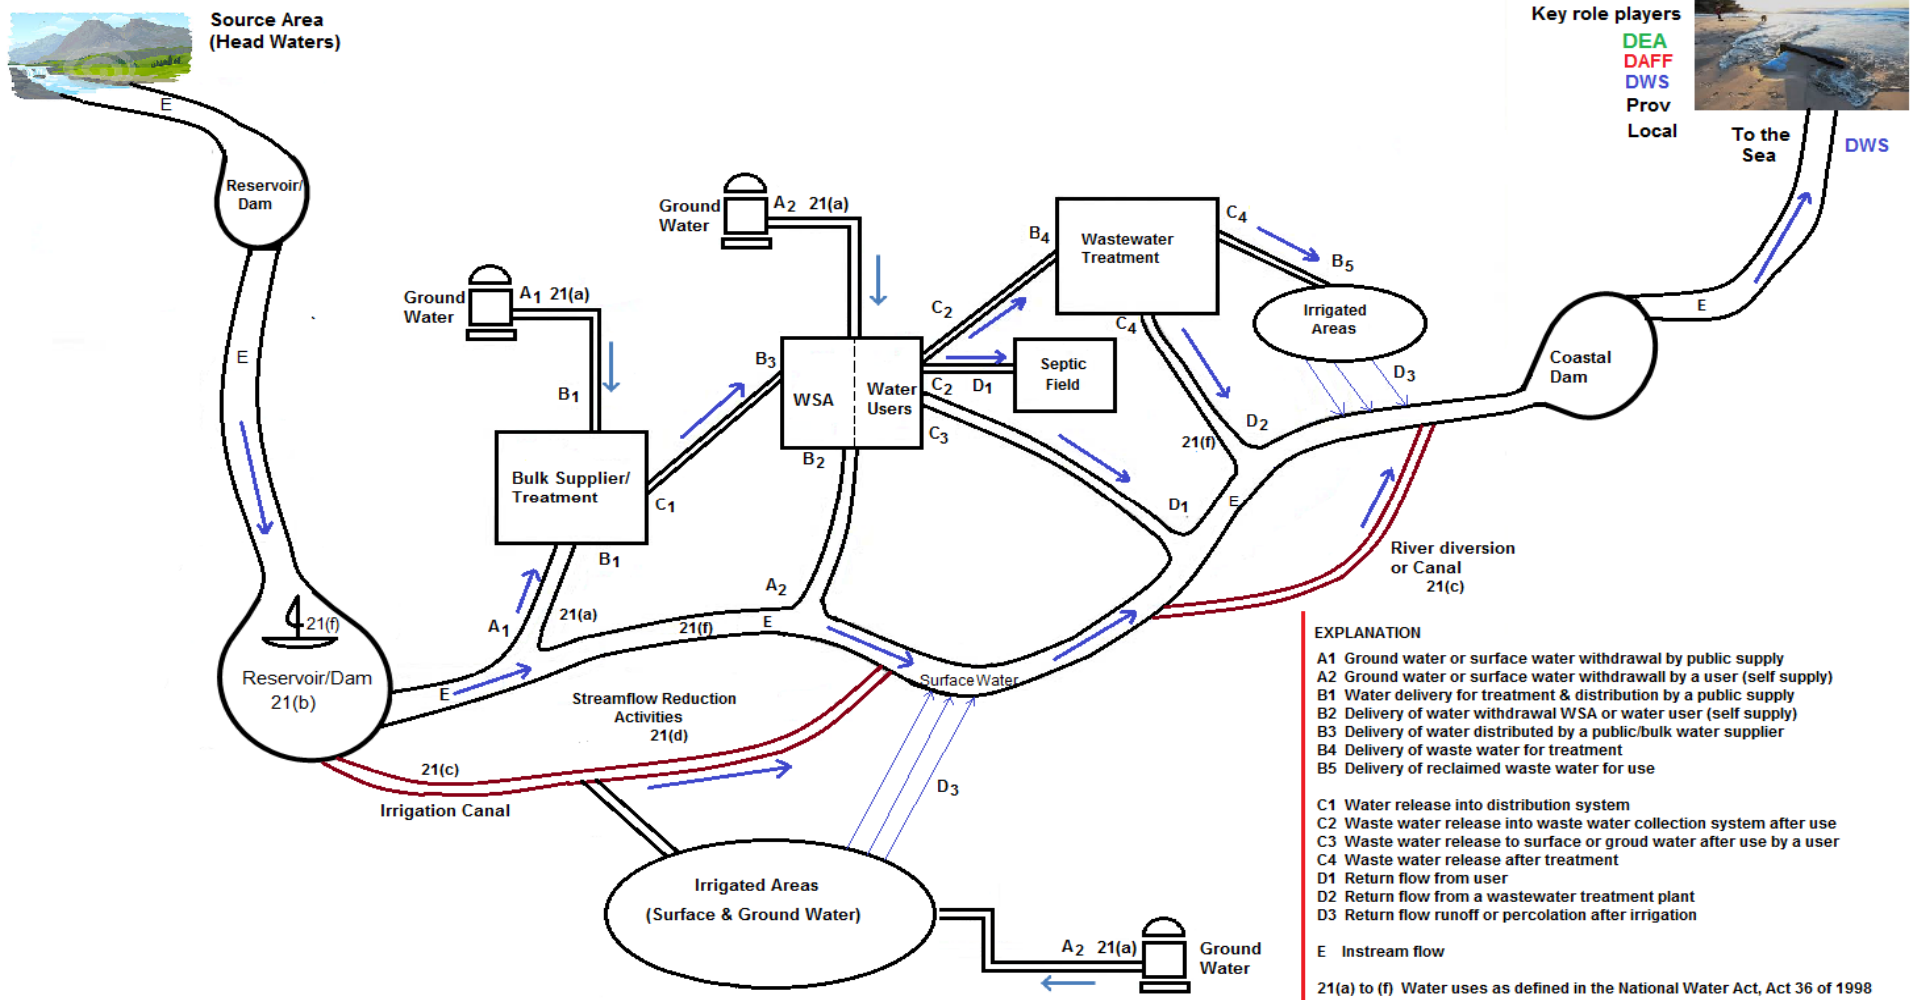 Source Area
(Head Waters)
Key role players
DEA
DAFF
DWS
Prov
Local
To the
Sea
DWS
E
Reservoir/
Dam
E
Ground
Water
A1 21(a)
B1
Ground
Water
A2 21(a)
B3
WSA
Water
Users
B2
C2
B4
Wastewater
Treatment
C4
B5
Irrigated
Areas
C4
D3
Septic
Field
C2 D1
C3
21(f)
D2
D1
E
Coastal
Dam
E
Bulk Supplier/
Treatment
C1
B1
A1
21(a)
A2
21(f)
E
21(f)
Reservoir/Dam
21(b)
E
Surface Water
Streamflow Reduction
Activities
21(d)
21(c)
Irrigation Canal
D3
River diversion
or Canal
21(c)
Irrigated Areas
(Surface & Ground Water)
A2 21(a)
Ground
Water
EXPLANATION
A1 Ground water or surface water withdrawal by public supply
A2 Ground water or surface water withdrawall by a user (self supply)
B1 Water delivery for treatment & distribution by a public supply
B2 Delivery of water withdrawal WSA or water user (self supply)
B3 Delivery of water distributed by a public/bulk water supplier
B4 Delivery of waste water for treatment
B5 Delivery of reclaimed waste water for use
C1 Water release into distribution system
C2 Waste water release into waste water collection system after use
C3 Waste water release to surface or groud water after use by a user
C4 Waste water release after treatment
D1 Return flow from user
D2 Return flow from a wastewater treatment plant
D3 Return flow runoff or percolation after irrigation
E Instream flow
21(a) to (f) Water uses as defined in the National Water Act, Act 36 of 1998